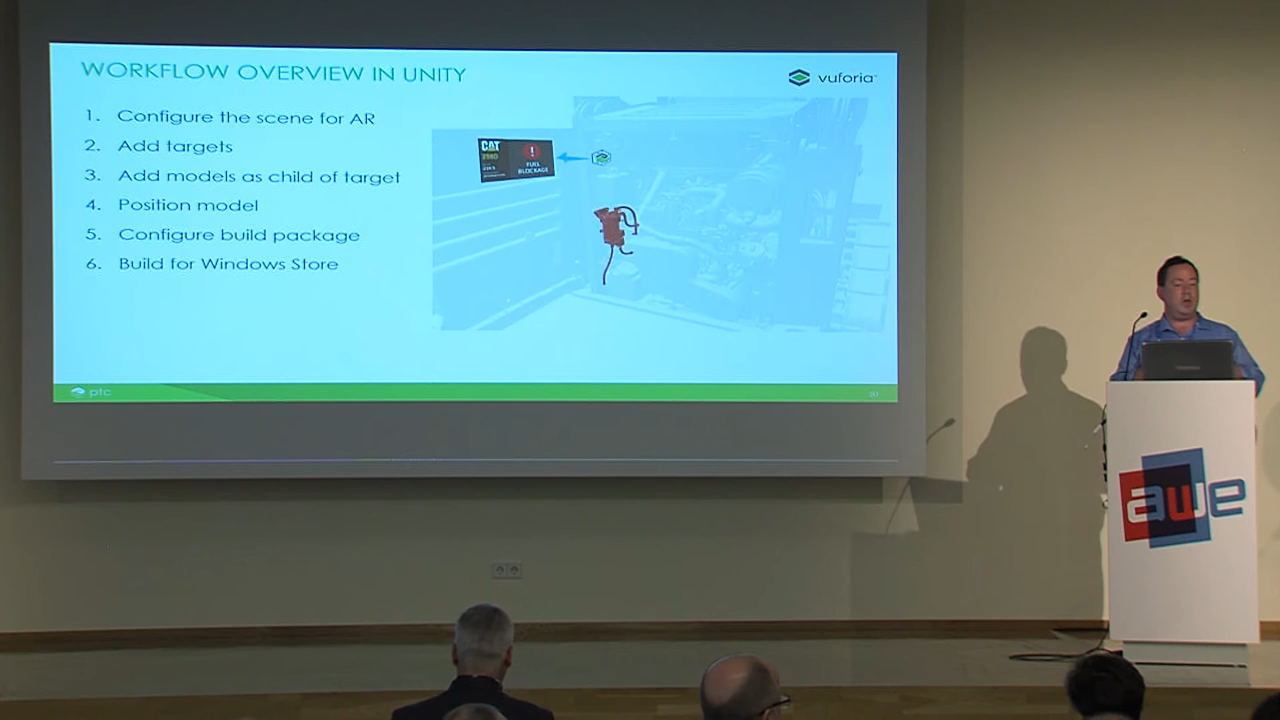 WORKFLOW OVERVIEW IN UNITY
vuforia
1. Configure the scene for AR
2. Add targets
3. Add models as child of target
4. Position model
5. Configure build package
6. Build for Windows Store
CAT
!
FULL
BLOCKAGE
ptc
20
awe